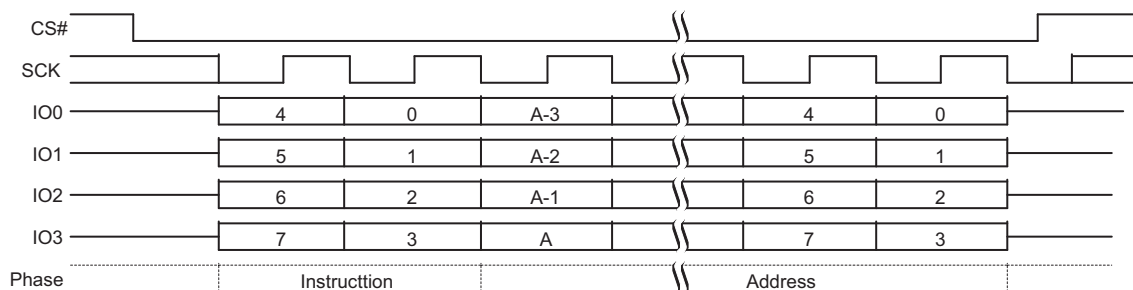 CS#
SCK
IO0 4 0 A-3 4 0
IO1 5 1 A-2 5 1
IO2 6 2 A-1 6 2
IO3 7 3 A 7 3
Phase Instructtion Address